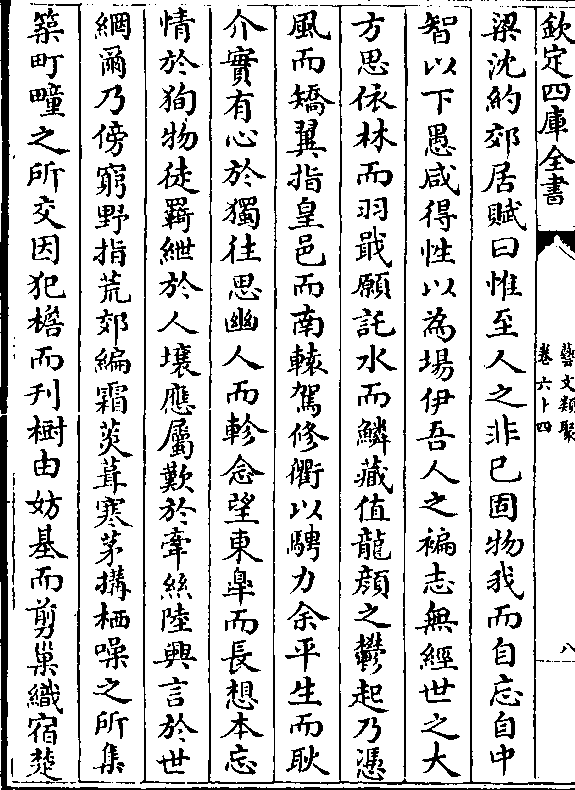 欽定四庫全書
藝文類聚
卷六十四
八
梁沈約郊居賦曰惟至人之非已固物我而自忘自中
智以下愚咸得性以為場伊吾人之褊志無經世之大
方思依林而羽戢願託水而鱗藏值龍顔之鬱起乃憑
風而矯翼指皇邑而南轅駕修衢以騁力余平生而耿
介實有心於獨往思幽人而軫念望東臯而長想本忘
情於狥物徒羈紲於人壤應屬歎於牽絲陸興言於世
網爾乃傍窮野指荒郊編霜菼葺寒茅搆栖噪之所集
築町疃之所交因犯檐而刋樹由妨基而剪巢織宿楚